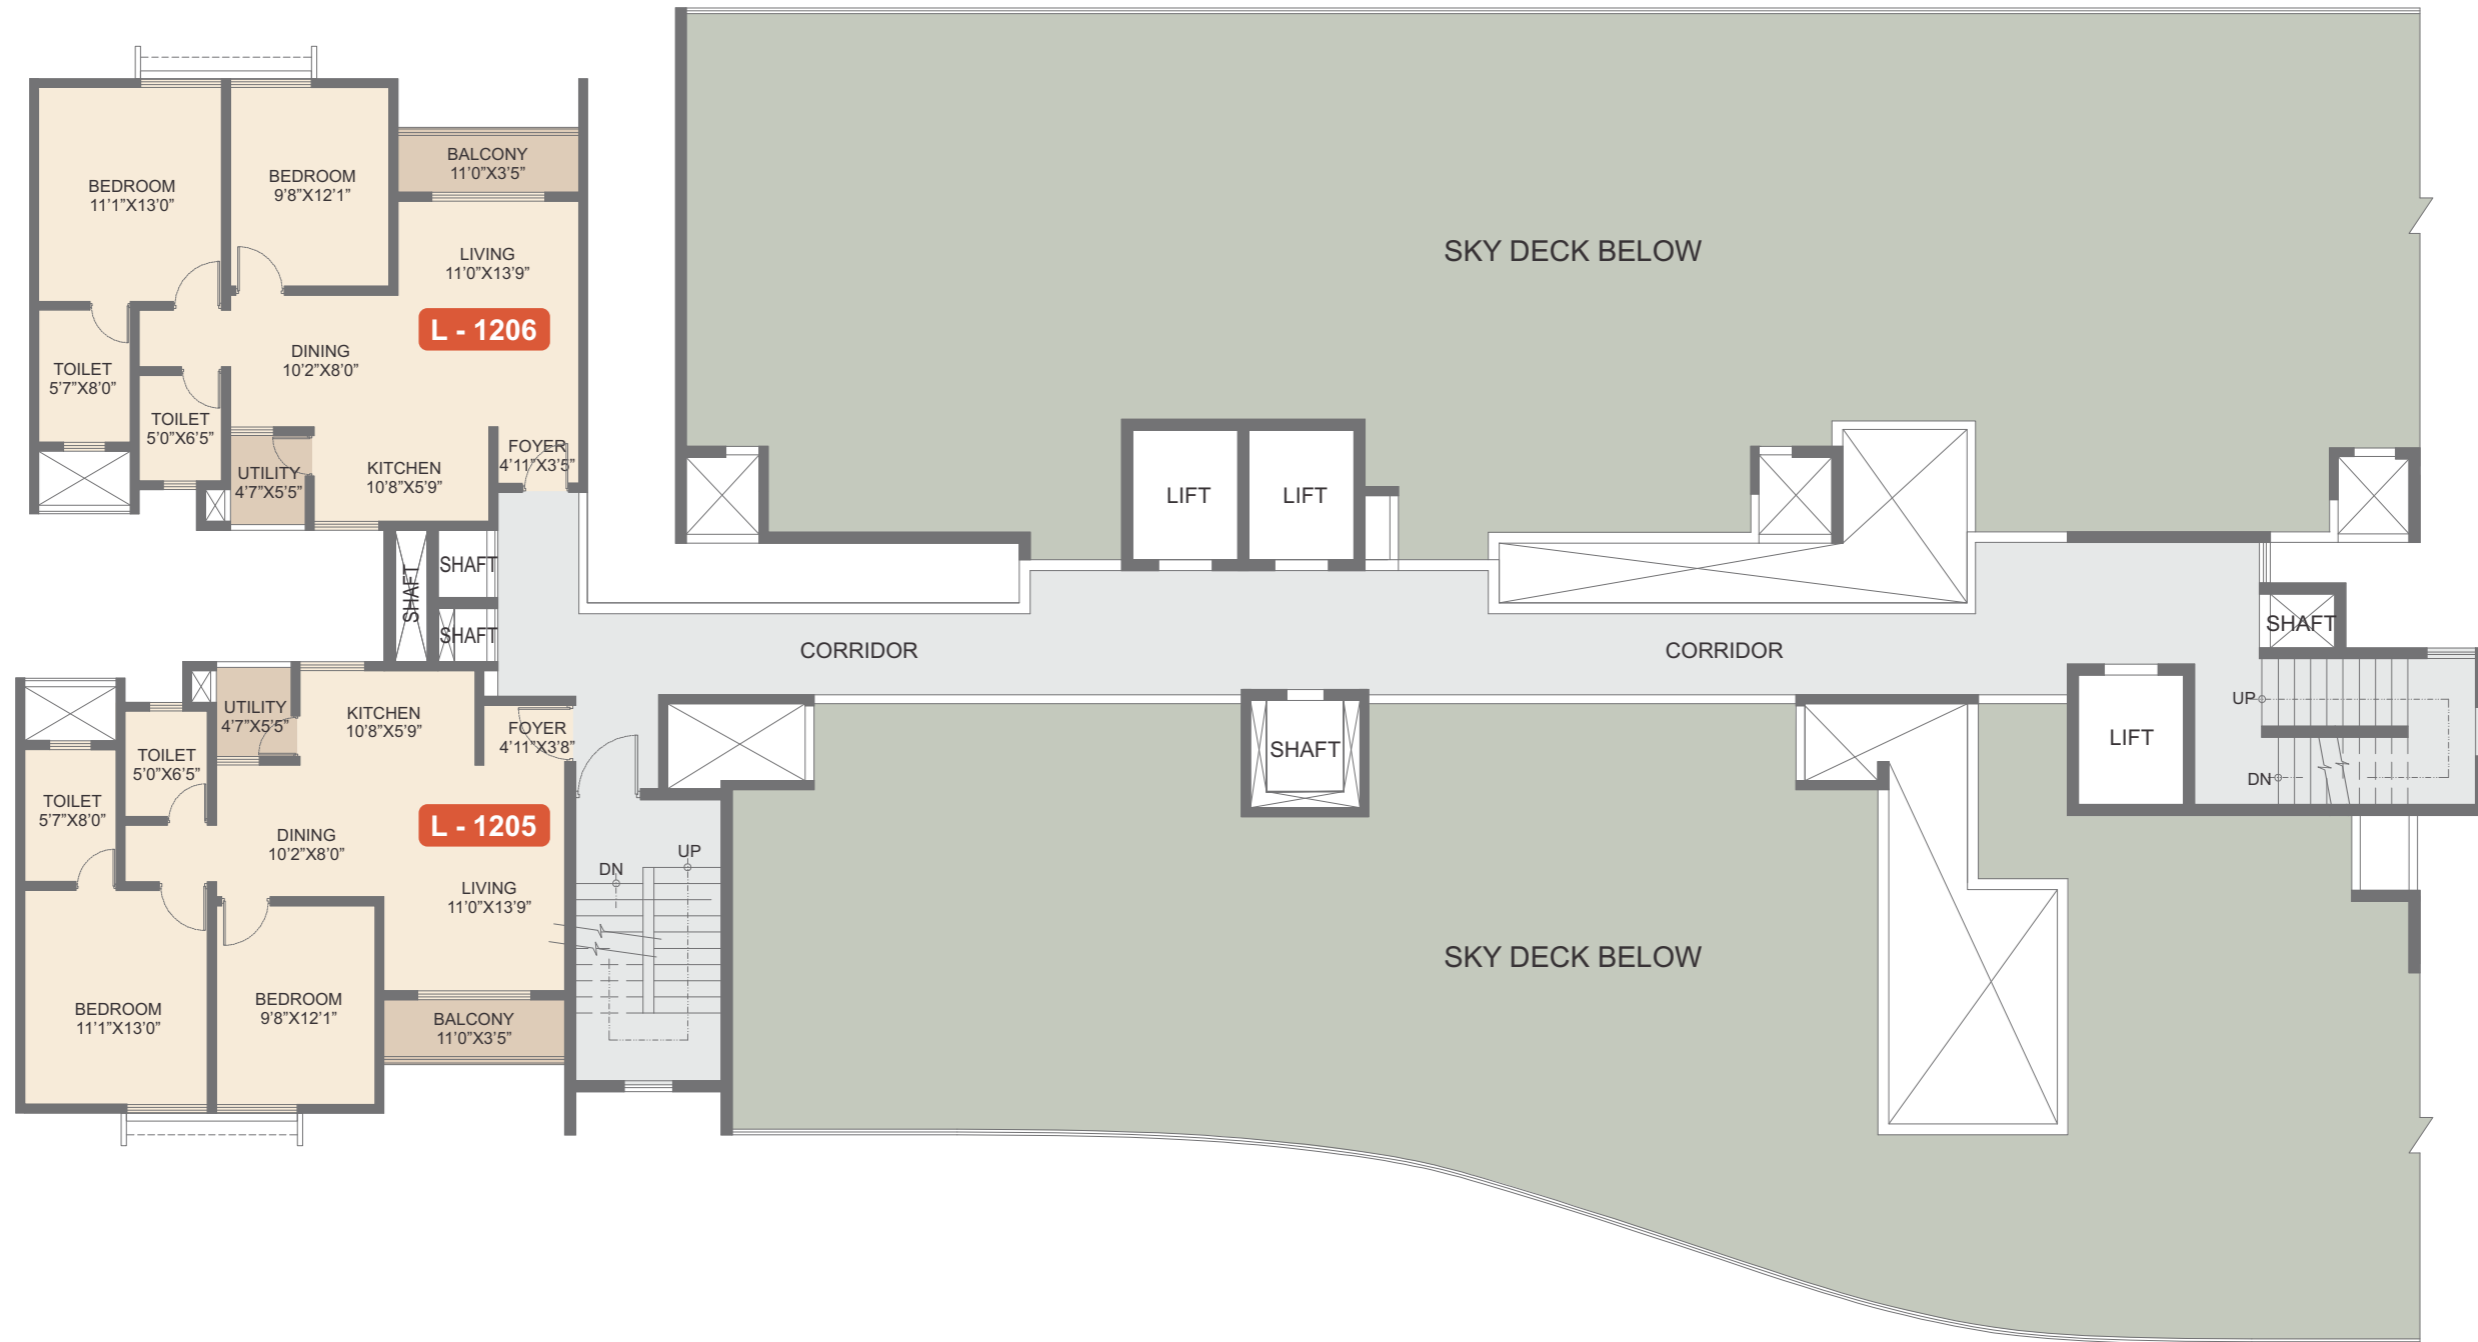 BEDROOM
11'1"X13'0"
BEDROOM
9'8"X12'1"
BALCONY
11'0"X3'5"
LIVING
11'0"X13'9"
L - 1206
DINING
10'2"X8'0"
TOILET
5'7"X8'0"
TOILET
5'0"X6'5"
UTILITY
4'7"X5'5"
KITCHEN
10'8"X5'9"
FOYER
4'11"X3'5"
SHAFT
SHAFT
SHAFT
SKY DECK BELOW
LIFT
LIFT
CORRIDOR
CORRIDOR
SHAFT
UP
DN
LIFT
SHAFT
UTILITY
4'7"X5'5"
KITCHEN
10'8"X5'9"
FOYER
4'11"X3'8"
TOILET
5'0"X6'5"
TOILET
5'7"X8'0"
DINING
10'2"X8'0"
L - 1205
LIVING
11'0"X13'9"
DN
UP
BEDROOM
11'1"X13'0"
BEDROOM
9'8"X12'1"
BALCONY
11'0"X3'5"
SKY DECK BELOW